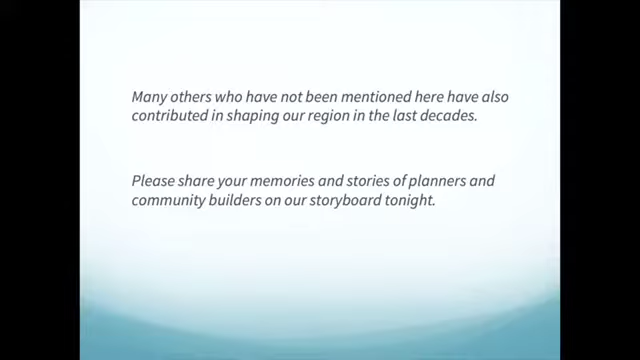 Many others who have not been mentioned here have also
contributed in shaping our region in the last decades.
Please share your memories and stories of planners and
community builders on our storyboard tonight.